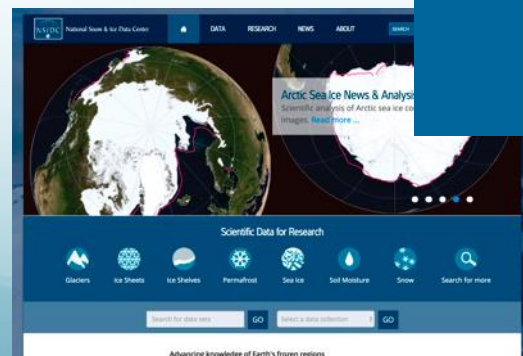 NSIDC National Snow & Ice Data Center DATA RESEARCH NEWS ABOUT SEARCH
Arctic Sea Ice News & Analysis
Scientific analysis of Arctic sea ice co
images. Read more ...
Scientific Data for Research
Glaciers Ice Sheets Ice Shelves Permafrost Sea Ice Soil Moisture Snow Search for more
Search for data sets GO Select a data collection GO
Advancing knowledge of Earth's frozen regions